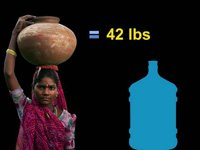 = 42 lbs